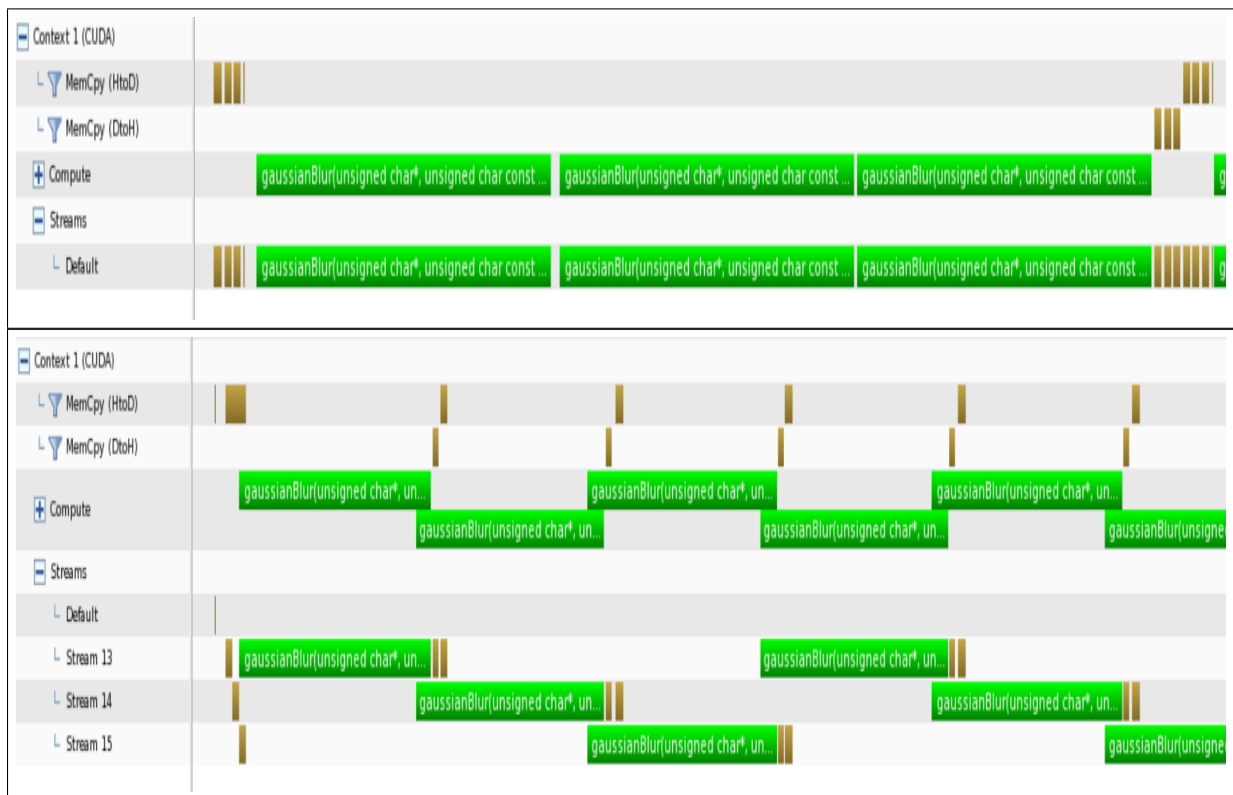 Context 1 (CUDA)
MemCpy (HtoD)
MemCpy (DtoH)
Compute
gaussianBlur(unsigned char*, unsigned char const ...
gaussianBlur(unsigned char*, unsigned char const ...
gaussianBlur(unsigned char*, unsigned char const ...
g
Streams
Default
gaussianBlur(unsigned char*, unsigned char const ...
gaussianBlur(unsigned char*, unsigned char const ...
gaussianBlur(unsigned char*, unsigned char const ...
g
Context 1 (CUDA)
MemCpy (HtoD)
MemCpy (DtoH)
Compute
gaussianBlur(unsigned char*, un...
gaussianBlur(unsigned char*, un...
gaussianBlur(unsigned char*, un...
gaussianBlur(unsigned char*, un...
gaussianBlur(unsigned char*, un...
gaussianBlur(unsigne
Streams
Default
Stream 13
gaussianBlur(unsigned char*, un...
gaussianBlur(unsigned char*, un...
Stream 14
gaussianBlur(unsigned char*, un...
gaussianBlur(unsigned char*, un...
Stream 15
gaussianBlur(unsigned char*, un...
gaussianBlur(unsigne